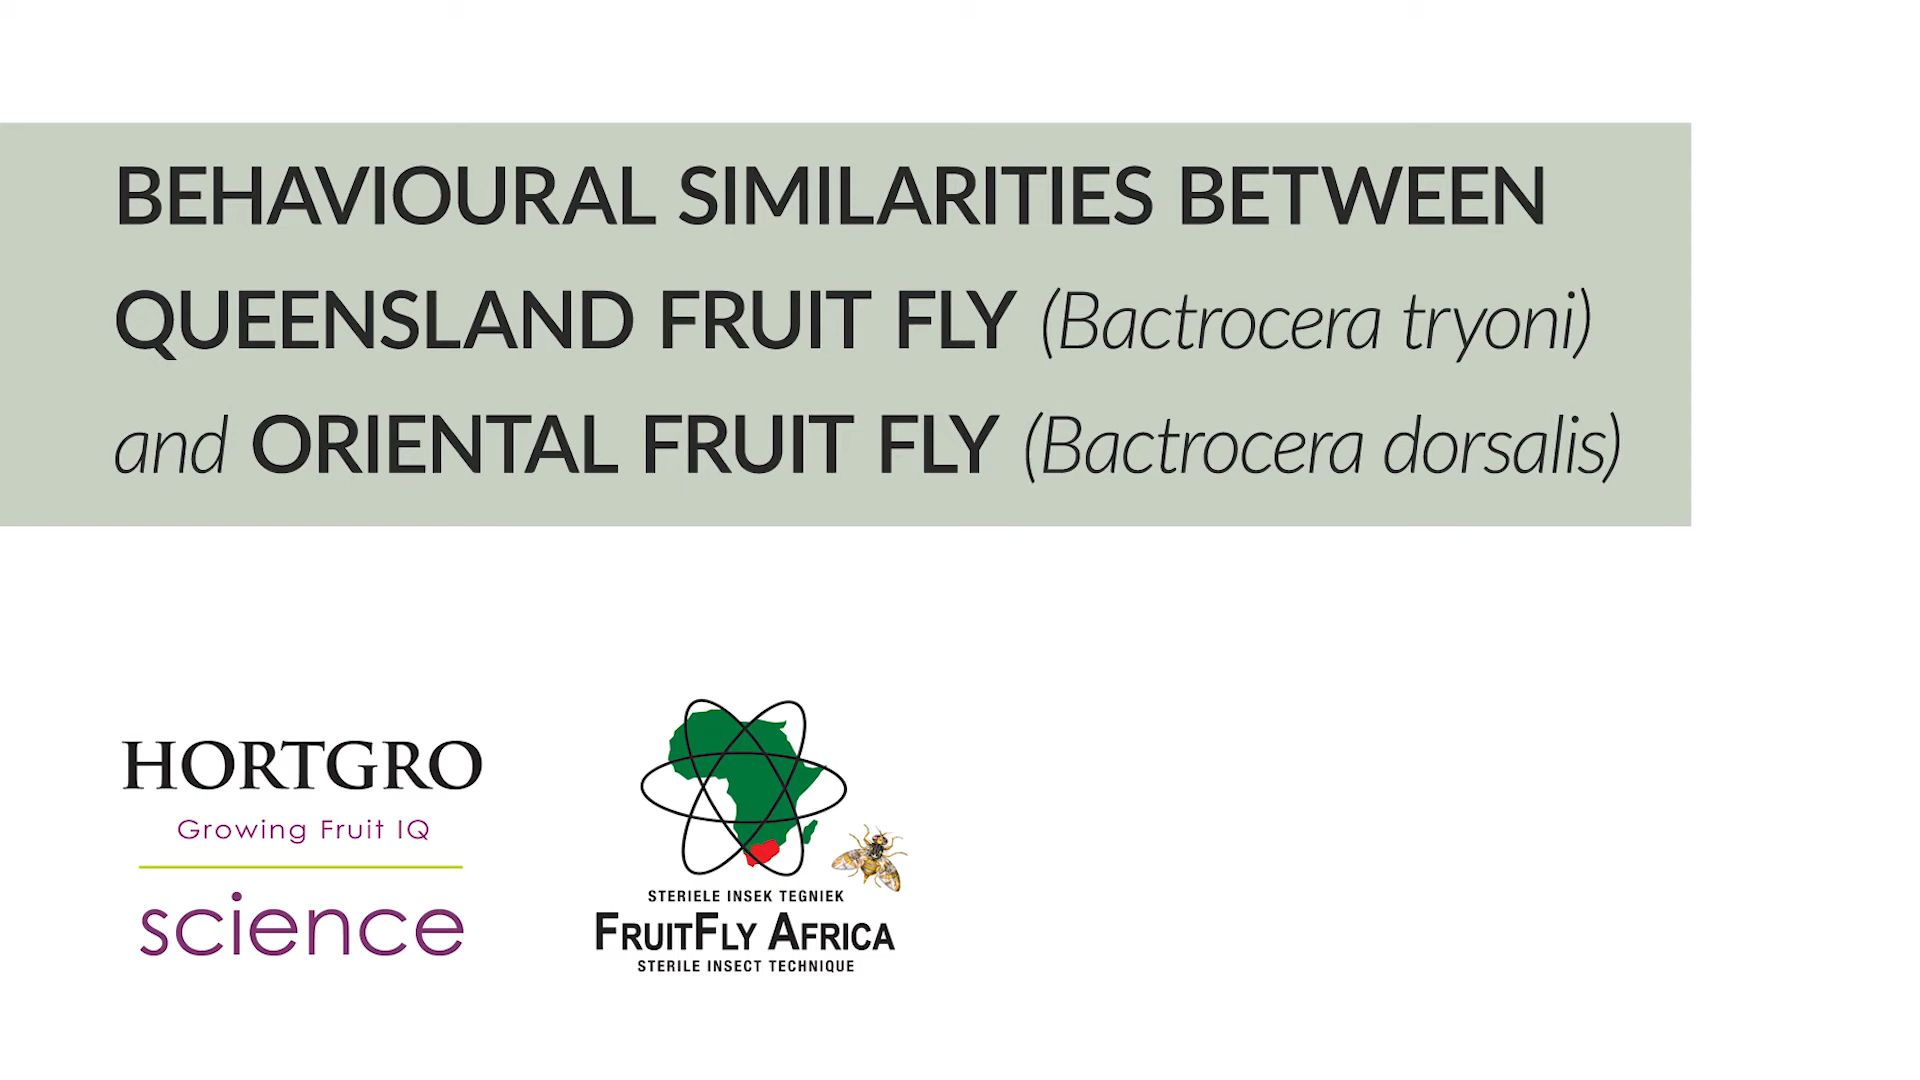 BEHAVIOURAL SIMILARITIES BETWEEN
QUEENSLAND FRUIT FLY (Bactrocera tryoni)
and ORIENTAL FRUIT FLY (Bactrocera dorsalis)
HORTGRO
Growing Fruit IQ
science
STERIELE INSEK TEGNIEK
FRUITFLY AFRICA
STERILE INSECT TECHNIQUE